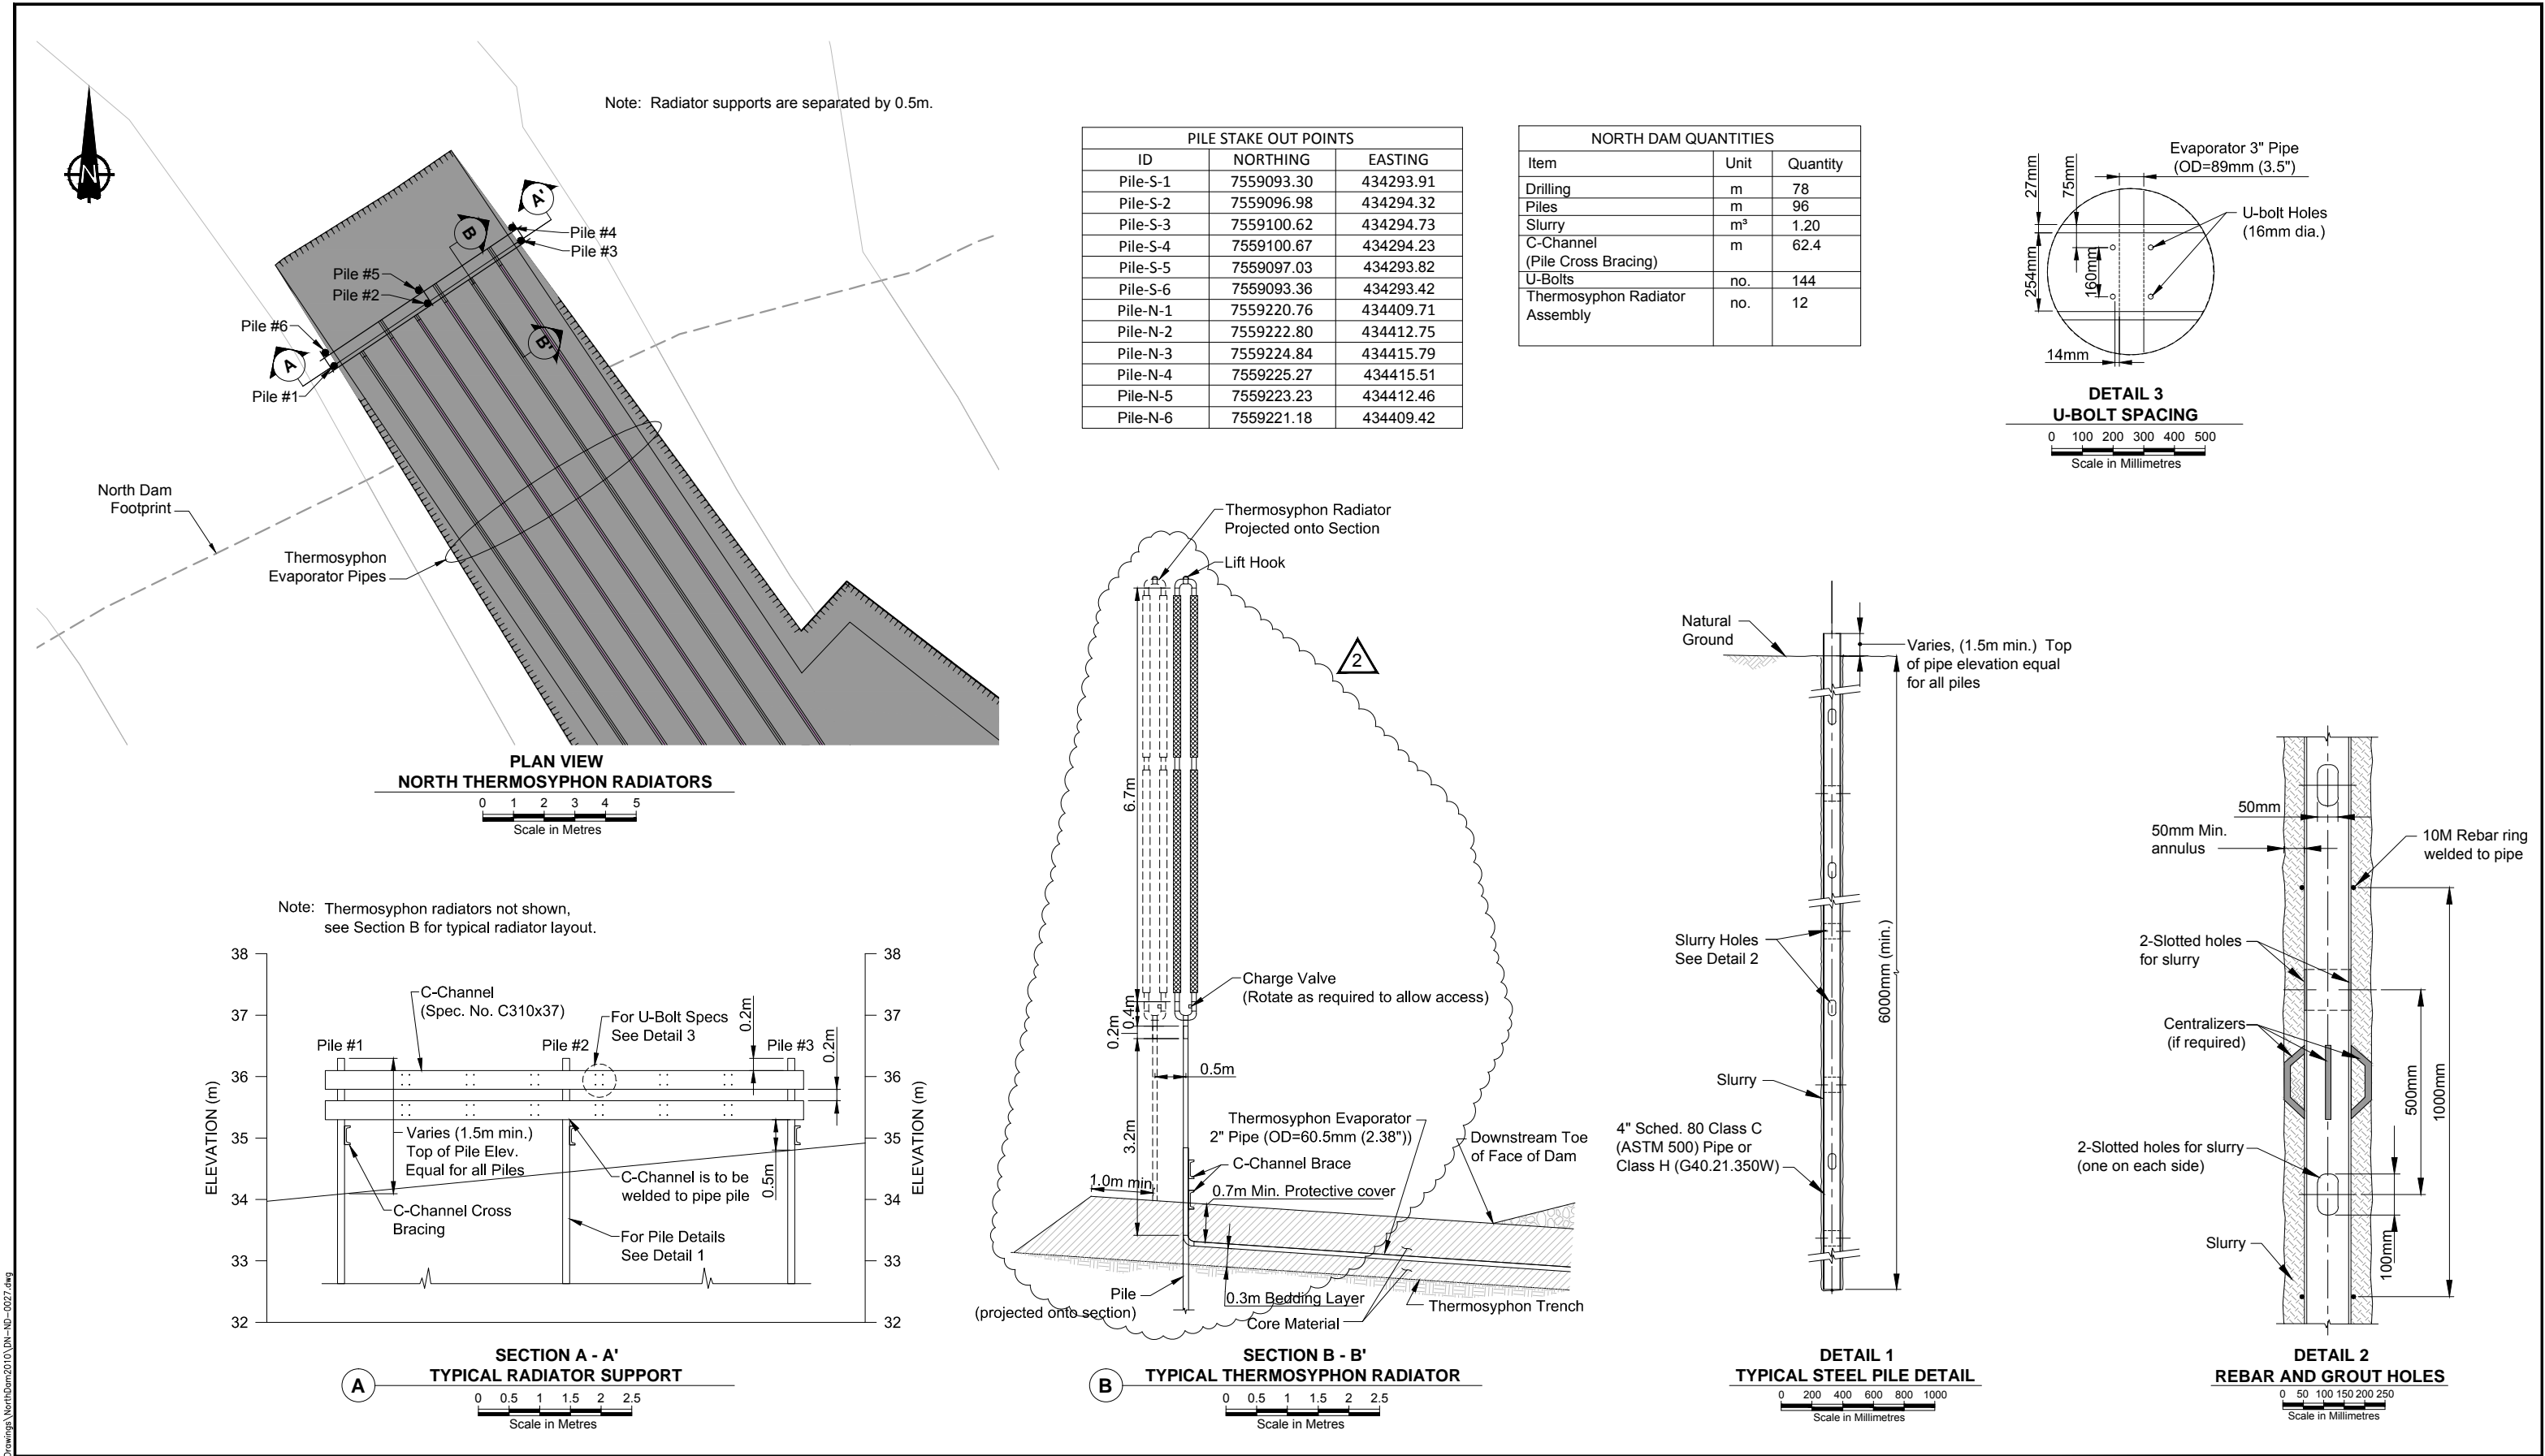 Note: Radiator supports are separated by 0.5m.
N
A'
B
Pile #4
Pile #3
Pile #5
Pile #2
Pile #6
B'
A
Pile #1
North Dam
Footprint
Thermosyphon
Evaporator Pipes
PLAN VIEW
NORTH THERMOSYPHON RADIATORS
0 1 2 3 4 5
Scale in Metres
PILE STAKE OUT POINTS
ID NORTHING EASTING
Pile-S-1 7559093.30 434293.91
Pile-S-2 7559096.98 434294.32
Pile-S-3 7559100.62 434294.73
Pile-S-4 7559100.67 434294.23
Pile-S-5 7559097.03 434293.82
Pile-S-6 7559093.36 434293.42
Pile-N-1 7559220.76 434409.71
Pile-N-2 7559222.80 434412.75
Pile-N-3 7559224.84 434415.79
Pile-N-4 7559225.27 434415.51
Pile-N-5 7559223.23 434412.46
Pile-N-6 7559221.18 434409.42
NORTH DAM QUANTITIES
Item Unit Quantity
Drilling m 78
Piles m 96
Slurry m³ 1.20
C-Channel m 62.4
(Pile Cross Bracing)
U-Bolts no. 144
Thermosyphon Radiator no. 12
Assembly
Evaporator 3" Pipe
(OD=89mm (3.5")
27mm
75mm
U-bolt Holes
(16mm dia.)
254mm
160mm
14mm
DETAIL 3
U-BOLT SPACING
0 100 200 300 400 500
Scale in Millimetres
Note: Thermosyphon radiators not shown,
see Section B for typical radiator layout.
38 38
37 37
36 36
35 35
34 34
33 33
32 32
ELEVATION (m)
ELEVATION (m)
C-Channel
(Spec. No. C310x37)
For U-Bolt Specs
See Detail 3
0.2m
0.2m
Pile #1
Pile #2
Pile #3
Varies (1.5m min.)
Top of Pile Elev.
Equal for all Piles
C-Channel is to be
welded to pipe pile
0.5m
C-Channel Cross
Bracing
For Pile Details
See Detail 1
A
SECTION A - A'
TYPICAL RADIATOR SUPPORT
0 0.5 1 1.5 2 2.5
Scale in Metres
Thermosyphon Radiator
Projected onto Section
Lift Hook
2
6.7m
Charge Valve
(Rotate as required to allow access)
0.4m
0.2m
0.5m
3.2m
Thermosyphon Evaporator
2" Pipe (OD=60.5mm (2.38"))
Downstream Toe
of Face of Dam
C-Channel Brace
1.0m min.
0.7m Min. Protective cover
Pile
(projected onto section)
0.3m Bedding Layer
Core Material
Thermosyphon Trench
B
SECTION B - B'
TYPICAL THERMOSYPHON RADIATOR
0 0.5 1 1.5 2 2.5
Scale in Metres
Natural
Ground
Varies, (1.5m min.) Top
of pipe elevation equal
for all piles
Slurry Holes
See Detail 2
6000mm (min.)
Slurry
4" Sched. 80 Class C
(ASTM 500) Pipe or
Class H (G40.21.350W)
DETAIL 1
TYPICAL STEEL PILE DETAIL
0 200 400 600 800 1000
Scale in Millimetres
50mm
50mm Min.
annulus
10M Rebar ring
welded to pipe
2-Slotted holes
for slurry
Centralizers
(if required)
500mm
1000mm
2-Slotted holes for slurry
(one on each side)
100mm
Slurry
DETAIL 2
REBAR AND GROUT HOLES
0 50 100 150 200 250
Scale in Millimetres
Drawings\NorthDam2010\DN-ND-0027.dwg